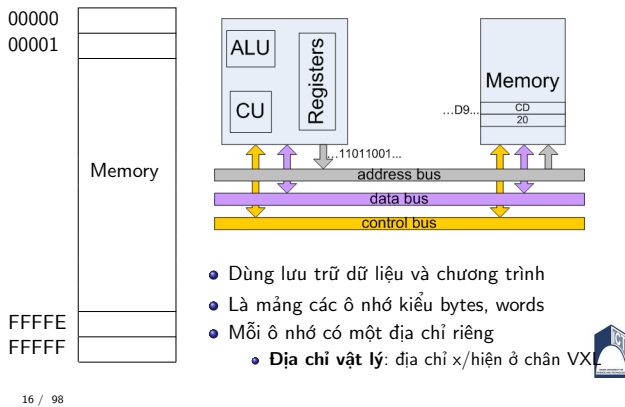 00000
00001
Memory
FFFFE
FFFFF
ALU
CU
Registers
Memory
...D9...
CD
20
...11011001...
address bus
data bus
control bus
Dùng lưu trữ dữ liệu và chương trình
Là mảng các ô nhớ kiểu bytes, words
Mỗi ô nhớ có một địa chỉ riêng
Địa chỉ vật lý: địa chỉ x/hiện ở chân VXL
16 / 98